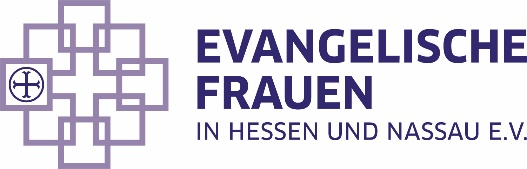 EVANGELISCHE
FRAUEN
IN HESSEN UND NASSAU E.V.